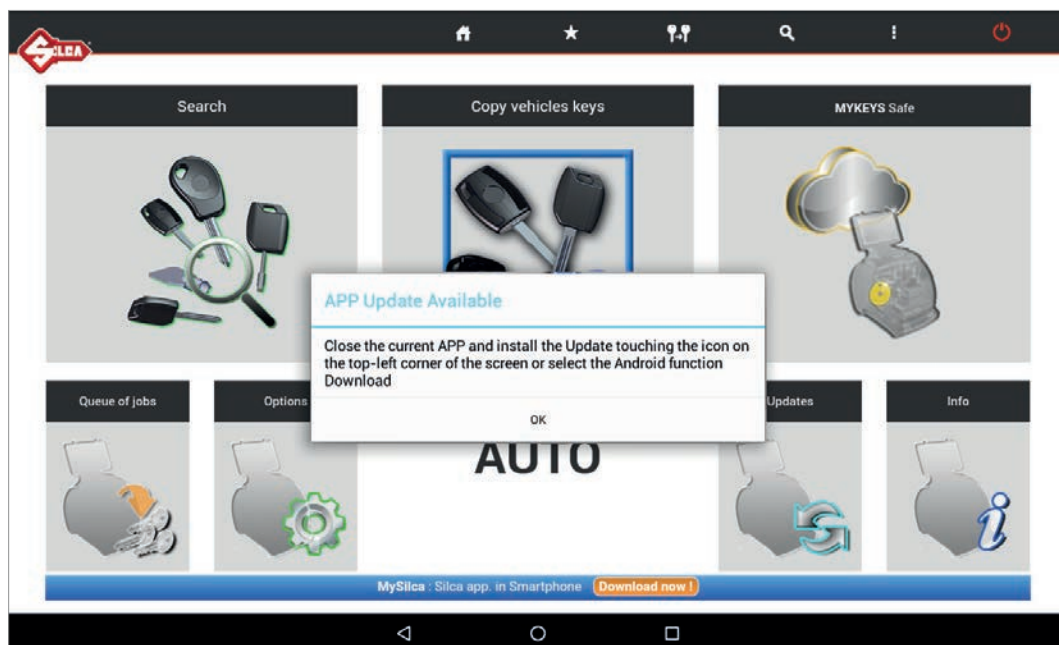 SILCA
Search
Copy vehicles keys
MYKEYS Safe
APP Update Available
Close the current APP and install the Update touching the icon on
the top-left corner of the screen or select the Android function
Download
OK
Queue of jobs
Options
Updates
Info
AUTO
MySilca : Silca app. in Smartphone Download now !